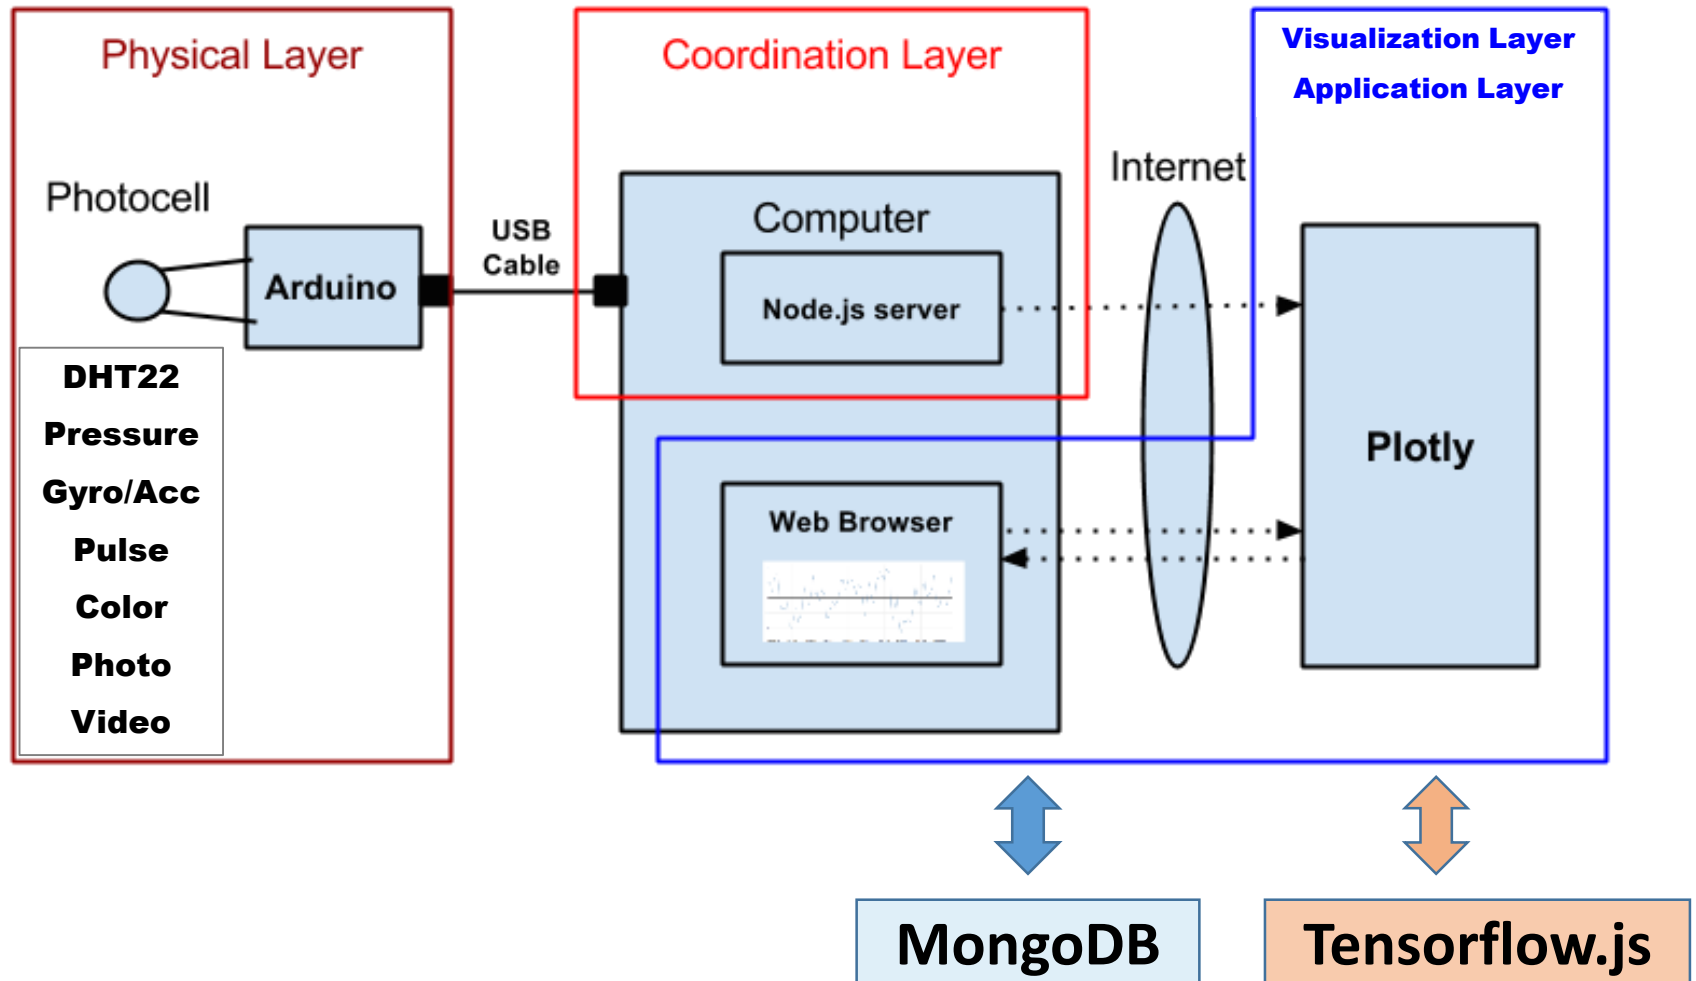 Physical Layer
Photocell
Arduino
DHT22
Pressure
Gyro/Acc
Pulse
Color
Photo
Video
USB
Cable
Coordination Layer
Computer
Node.js server
Web Browser
Internet
Visualization Layer
Application Layer
Plotly
MongoDB
Tensorflow.js